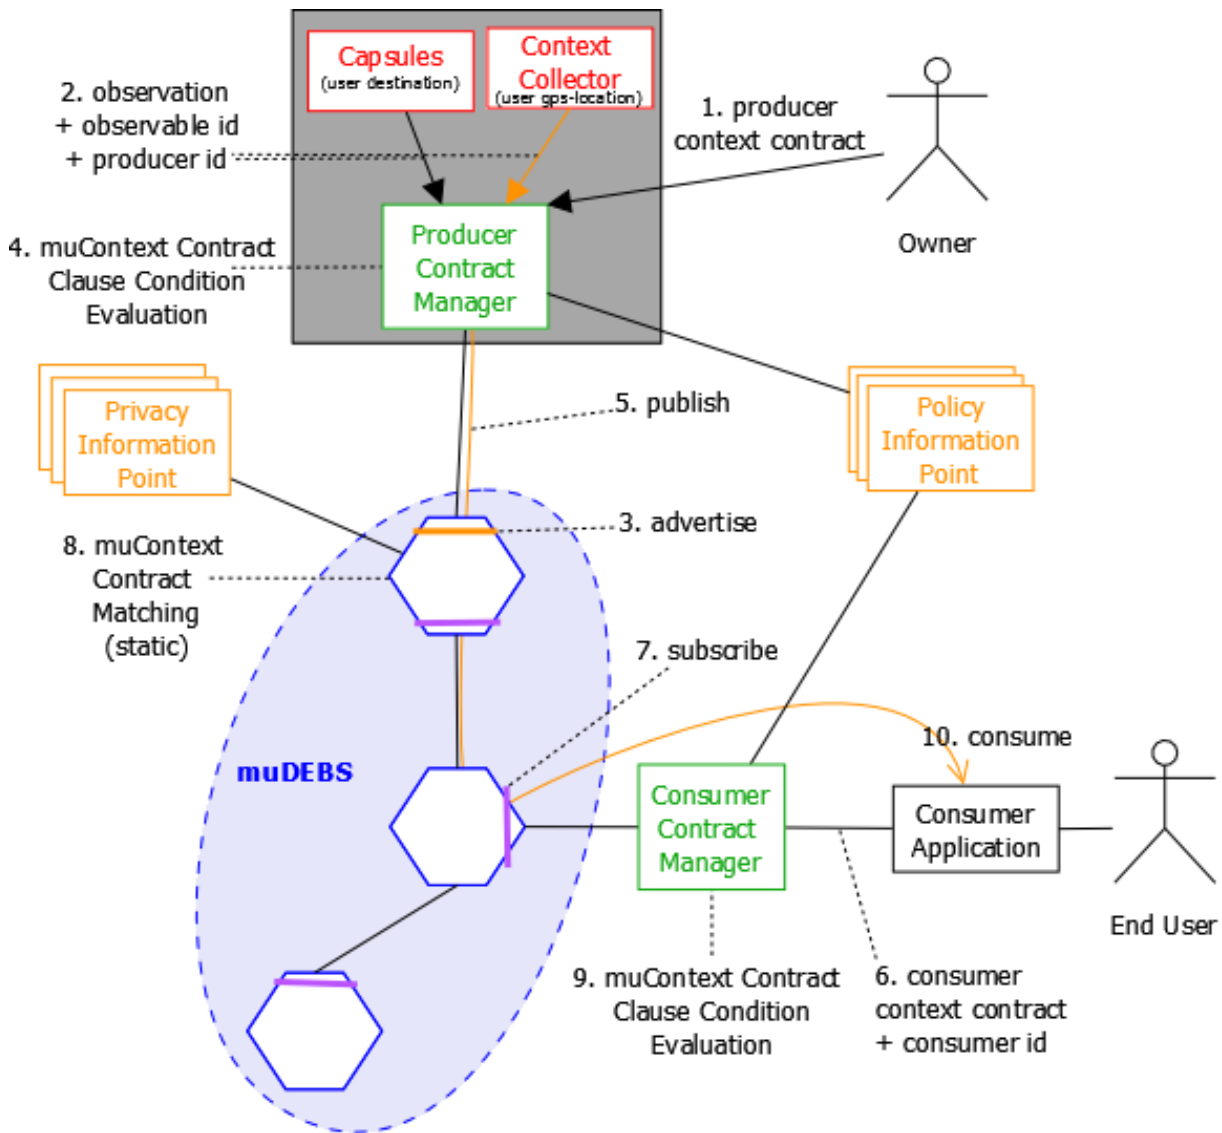 Capsules
(user destination)
Context
Collector
(user gps-location)
2. observation
+ observable id
+ producer id
1. producer
context contract
Owner
Producer
Contract
Manager
4. muContext Contract
Clause Condition
Evaluation
5. publish
Privacy
Information
Point
Policy
Information
Point
3. advertise
8. muContext
Contract
Matching
(static)
7. subscribe
muDEBS
10. consume
Consumer
Contract
Manager
Consumer
Application
End User
9. muContext Contract
Clause Condition
Evaluation
6. consumer
context contract
+ consumer id